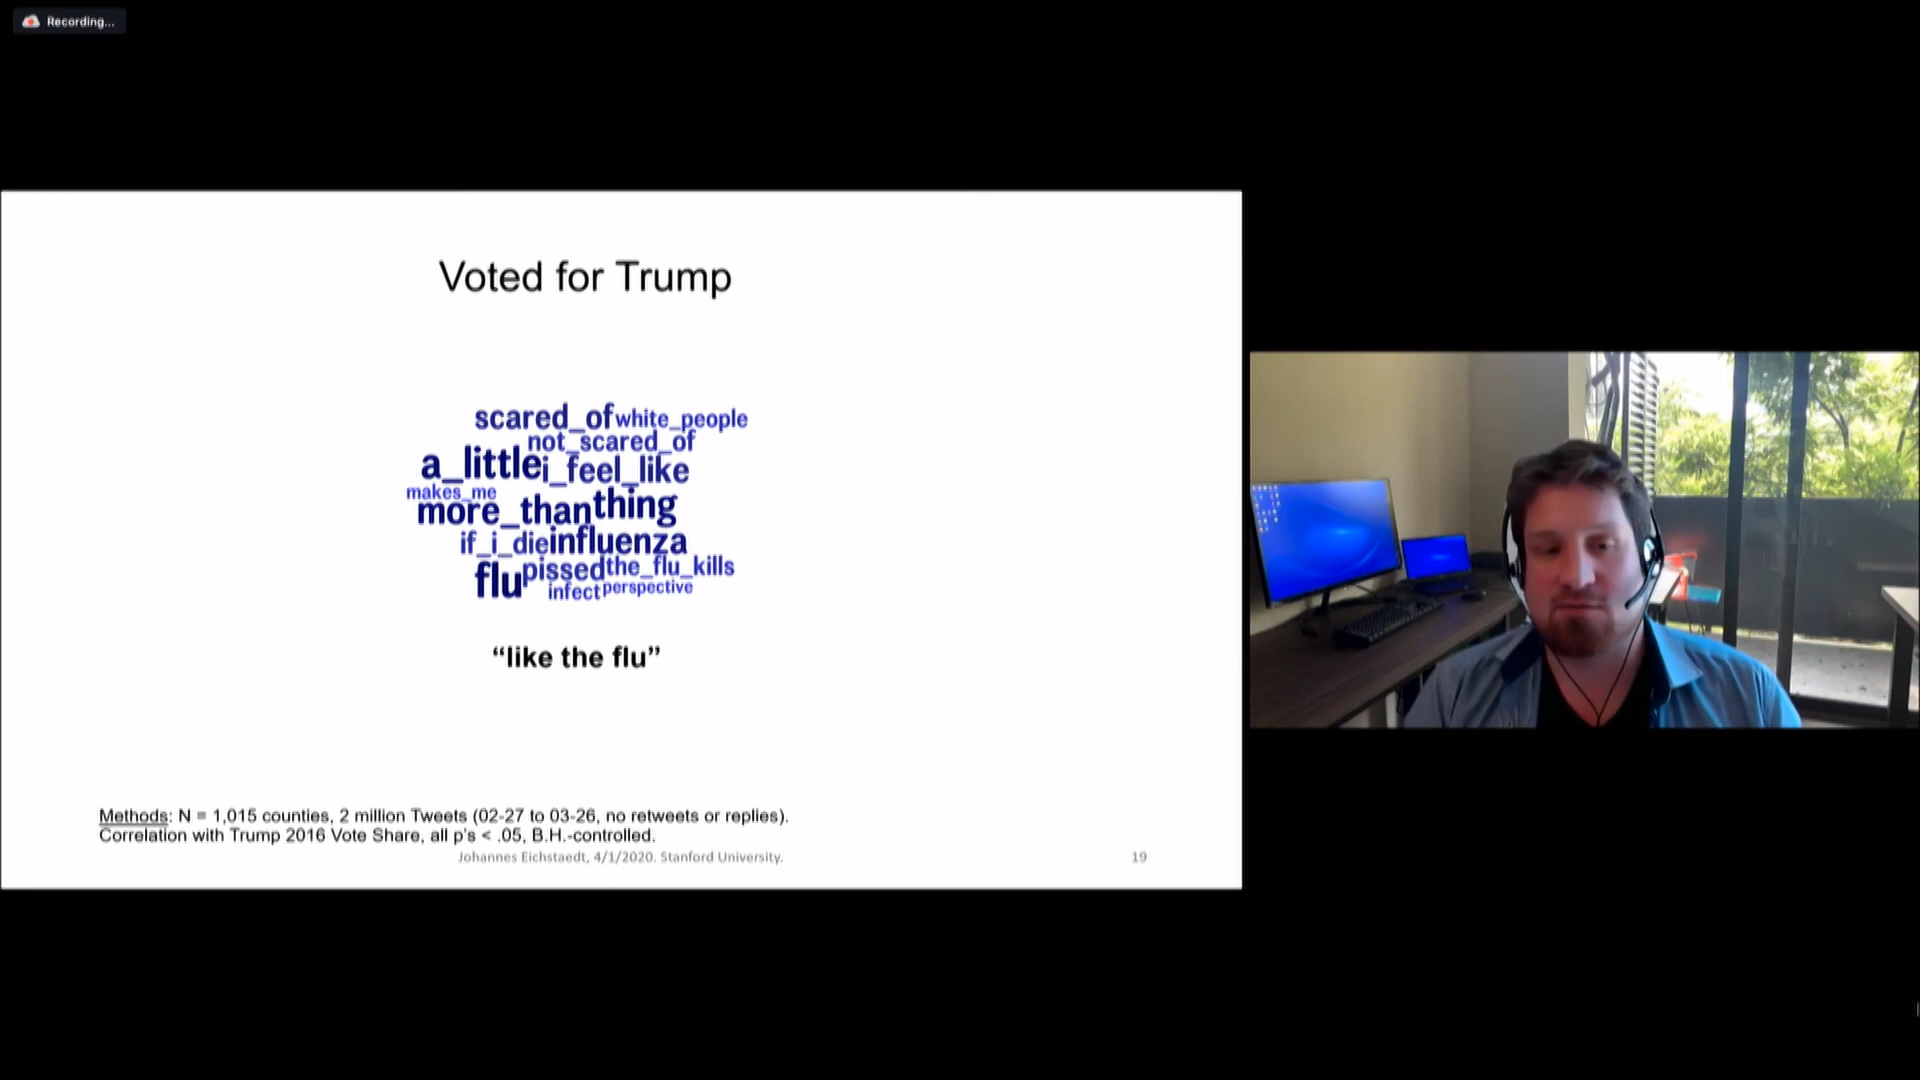 Recording...
Voted for Trump
scared_of white_people
not_scared_of
a_little i_feel_like
makes_me
more_than thing
if_i_die influenza
flu pissed the_flu_kills
infect perspective
“like the flu”
Methods: N = 1,015 counties, 2 million Tweets (02-27 to 03-26, no retweets or replies).
Correlation with Trump 2016 Vote Share, all p's < .05, B.H.-controlled.
Johannes Eichstaedt, 4/1/2020. Stanford University. 19